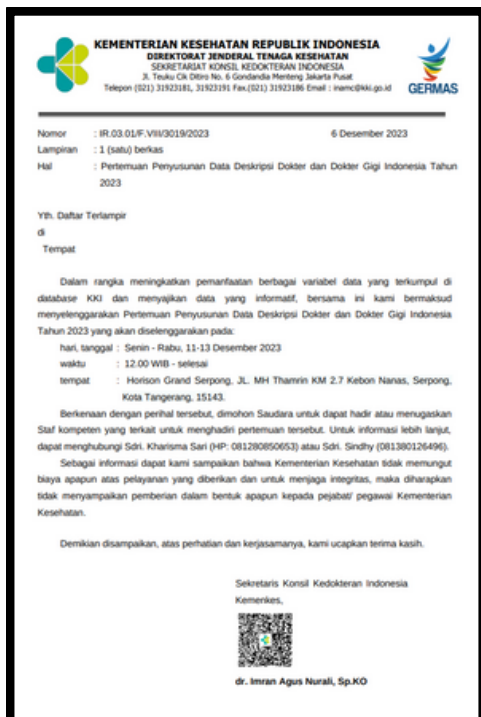 KEMENTERIAN KESEHATAN REPUBLIK INDONESIA
DIREKTORAT JENDERAL TENAGA KESEHATAN
SEKRETARIAT KONSIL KEDOKTERAN INDONESIA
Jl. Teuku Cik Ditiro No. 6 Gondandia Menteng Jakarta Pusat
Telepon (021) 31923181, 31923191 Fax.(021) 31923186 Email : inamc@kki.go.id
GERMAS
Nomor : IR.03.01/F.VIII/3019/2023 6 Desember 2023
Lampiran : 1 (satu) berkas
Hal : Pertemuan Penyusunan Data Deskripsi Dokter dan Dokter Gigi Indonesia Tahun
2023
Yth. Daftar Terlampir
di
Tempat
Dalam rangka meningkatkan pemanfaatan berbagai variabel data yang terkumpul di
database KKI dan menyajikan data yang informatif, bersama ini kami bermaksud
menyelenggarakan Pertemuan Penyusunan Data Deskripsi Dokter dan Dokter Gigi Indonesia
Tahun 2023 yang akan diselenggarakan pada:
hari, tanggal : Senin - Rabu, 11-13 Desember 2023
waktu : 12.00 WIB - selesai
tempat : Horison Grand Serpong, JL. MH Thamrin KM 2.7 Kebon Nanas, Serpong,
Kota Tangerang, 15143.
Berkenaan dengan perihal tersebut, dimohon Saudara untuk dapat hadir atau menugaskan
Staf kompeten yang terkait untuk menghadiri pertemuan tersebut. Untuk informasi lebih lanjut,
dapat menghubungi Sdri. Kharisma Sari (HP: 081280850653) atau Sdri. Sindhy (081380126496).
Sebagai informasi dapat kami sampaikan bahwa Kementerian Kesehatan tidak memungut
biaya apapun atas pelayanan yang diberikan dan untuk menjaga integritas, maka diharapkan
tidak menyampaikan pemberian dalam bentuk apapun kepada pejabat/ pegawai Kementerian
Kesehatan.
Demikian disampaikan, atas perhatian dan kerjasamanya, kami ucapkan terima kasih.
Sekretaris Konsil Kedokteran Indonesia
Kemenkes,
dr. Imran Agus Nurali, Sp.KO